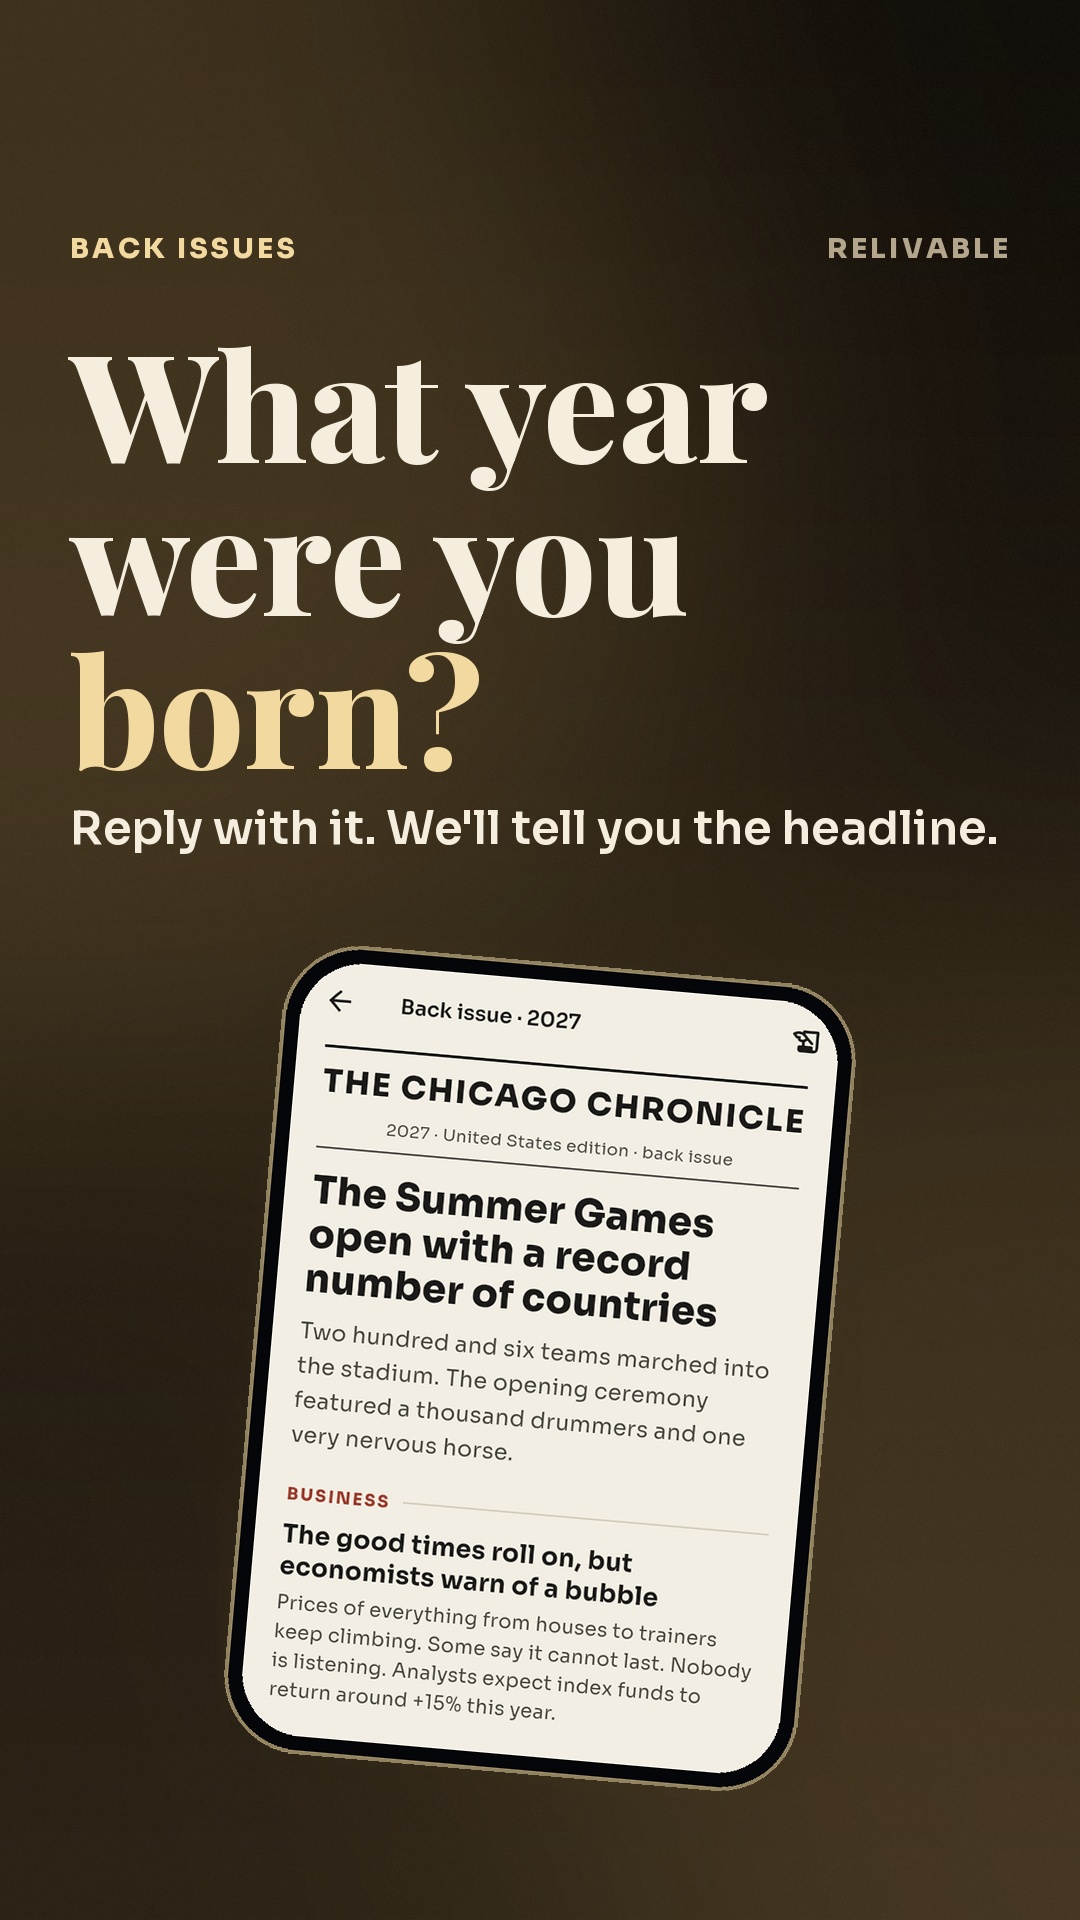 BACK ISSUES
RELIVABLE
What year
were you
born?
Reply with it. We'll tell you the headline.
Back issue · 2027
THE CHICAGO CHRONICLE
2027 · United States edition · back issue
The Summer Games
open with a record
number of countries
Two hundred and six teams marched into
the stadium. The opening ceremony
featured a thousand drummers and one
very nervous horse.
BUSINESS
The good times roll on, but
economists warn of a bubble
Prices of everything from houses to trainers
keep climbing. Some say it cannot last. Nobody
is listening. Analysts expect index funds to
return around +15% this year.